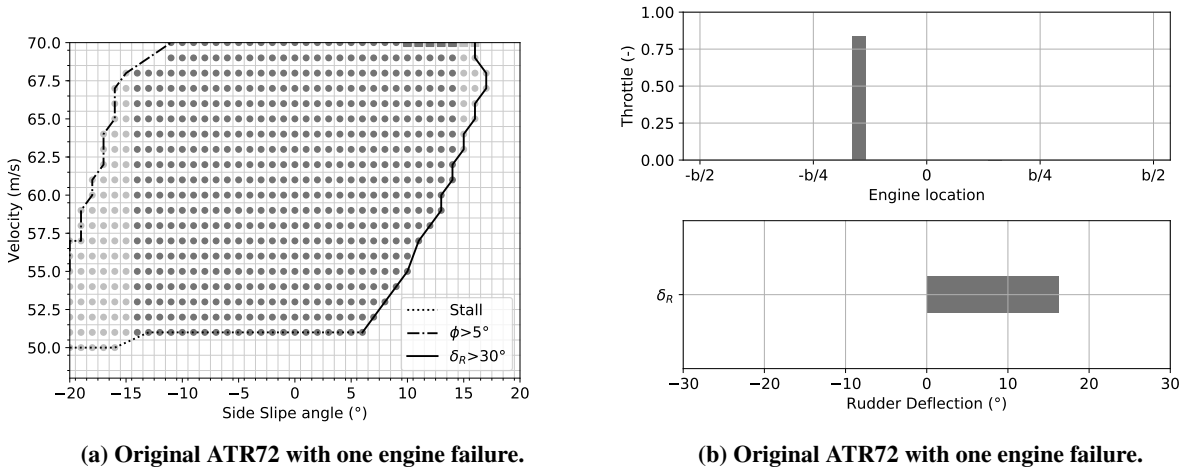 70.0
67.5
65.0
62.5
60.0
57.5
55.0
52.5
50.0
Velocity (m/s)
Stall
ϕ>5°
δ_R>30°
−20 −15 −10 −5 0 5 10 15 20
Side Slipe angle (°)
(a) Original ATR72 with one engine failure.
1.00
0.75
0.50
0.25
0.00
Throttle (-)
-b/2 -b/4 0 b/4 b/2
Engine location
δ_R
−30 −20 −10 0 10 20 30
Rudder Deflection (°)
(b) Original ATR72 with one engine failure.